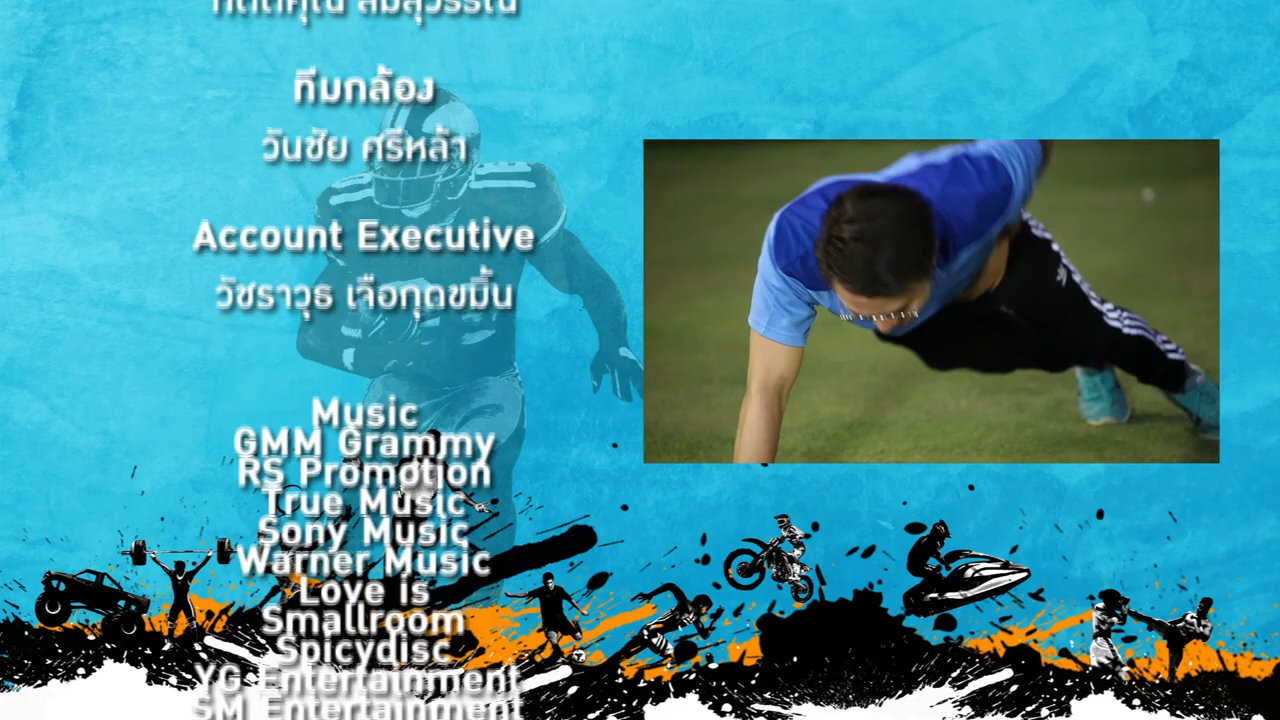 ทีมกล้อง
วันชัย ศรีหล้า
Account Executive
วัชราวุธ เจือกุดขมิ้น
Music
GMM Grammy
RS Promotion
True Music
Sony Music
Warner Music
Love is
Smallroom
Spicydisc
YG Entertainment
SM Entertainment